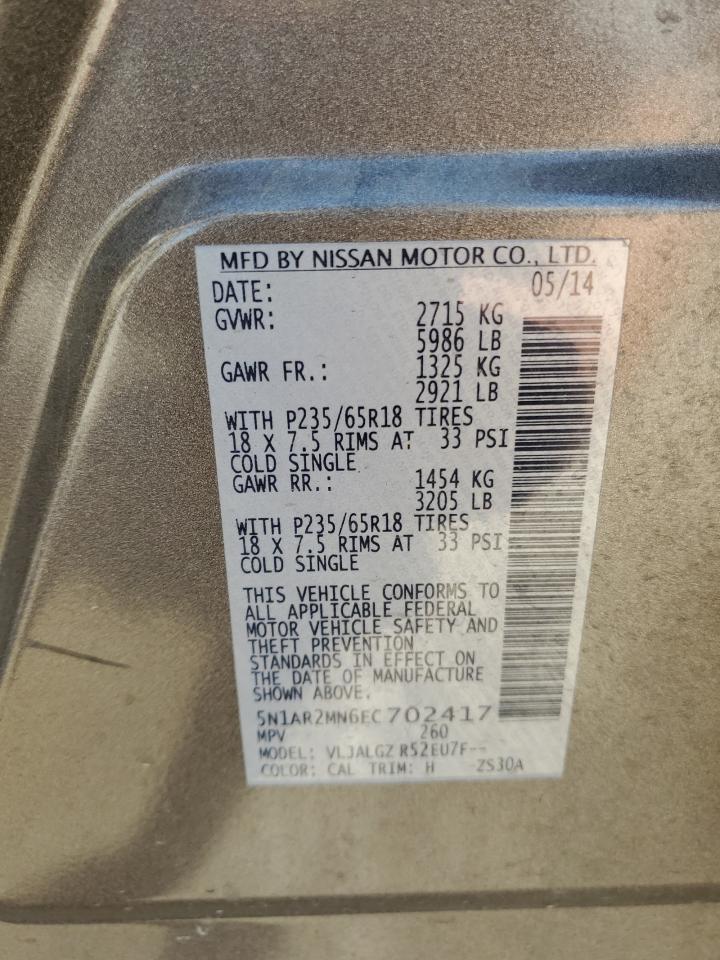 MFD BY NISSAN MOTOR CO., LTD.
DATE: 05/14
GVWR: 2715 KG
5986 LB
GAWR FR.: 1325 KG
2921 LB
WITH P235/65R18 TIRES
18 X 7.5 RIMS AT 33 PSI
COLD SINGLE
GAWR RR.: 1454 KG
3205 LB
WITH P235/65R18 TIRES
18 X 7.5 RIMS AT 33 PSI
COLD SINGLE
THIS VEHICLE CONFORMS TO
ALL APPLICABLE FEDERAL
MOTOR VEHICLE SAFETY AND
THEFT PREVENTION
STANDARDS IN EFFECT ON
THE DATE OF MANUFACTURE
SHOWN ABOVE.
5N1AR2MN6EC702417
MPV 260
MODEL: VLJALGZ R52EU7F--
COLOR: CAL TRIM: H ZS30A